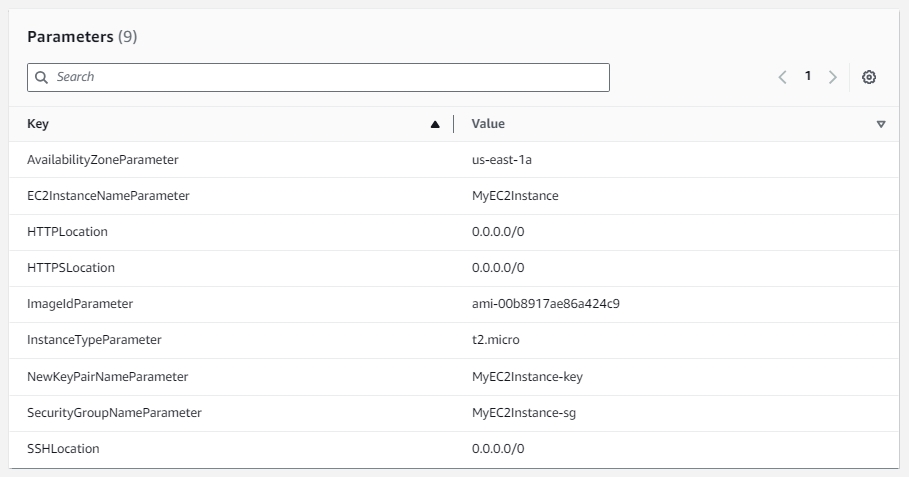 Parameters (9)
Search
1
Key Value
AvailabilityZoneParameter us-east-1a
EC2InstanceNameParameter MyEC2Instance
HTTPLocation 0.0.0.0/0
HTTPSLocation 0.0.0.0/0
ImageIdParameter ami-00b8917ae86a424c9
InstanceTypeParameter t2.micro
NewKeyPairNameParameter MyEC2Instance-key
SecurityGroupNameParameter MyEC2Instance-sg
SSHLocation 0.0.0.0/0